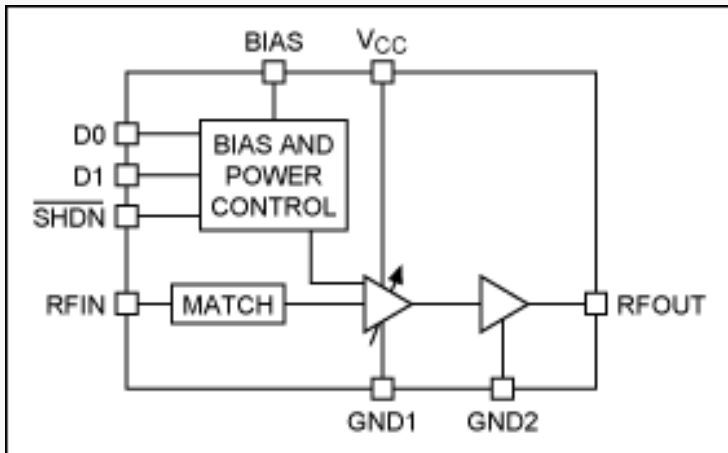 BIAS
VCC
D0
D1
SHDN
BIAS AND
POWER
CONTROL
RFIN
MATCH
RFOUT
GND1
GND2